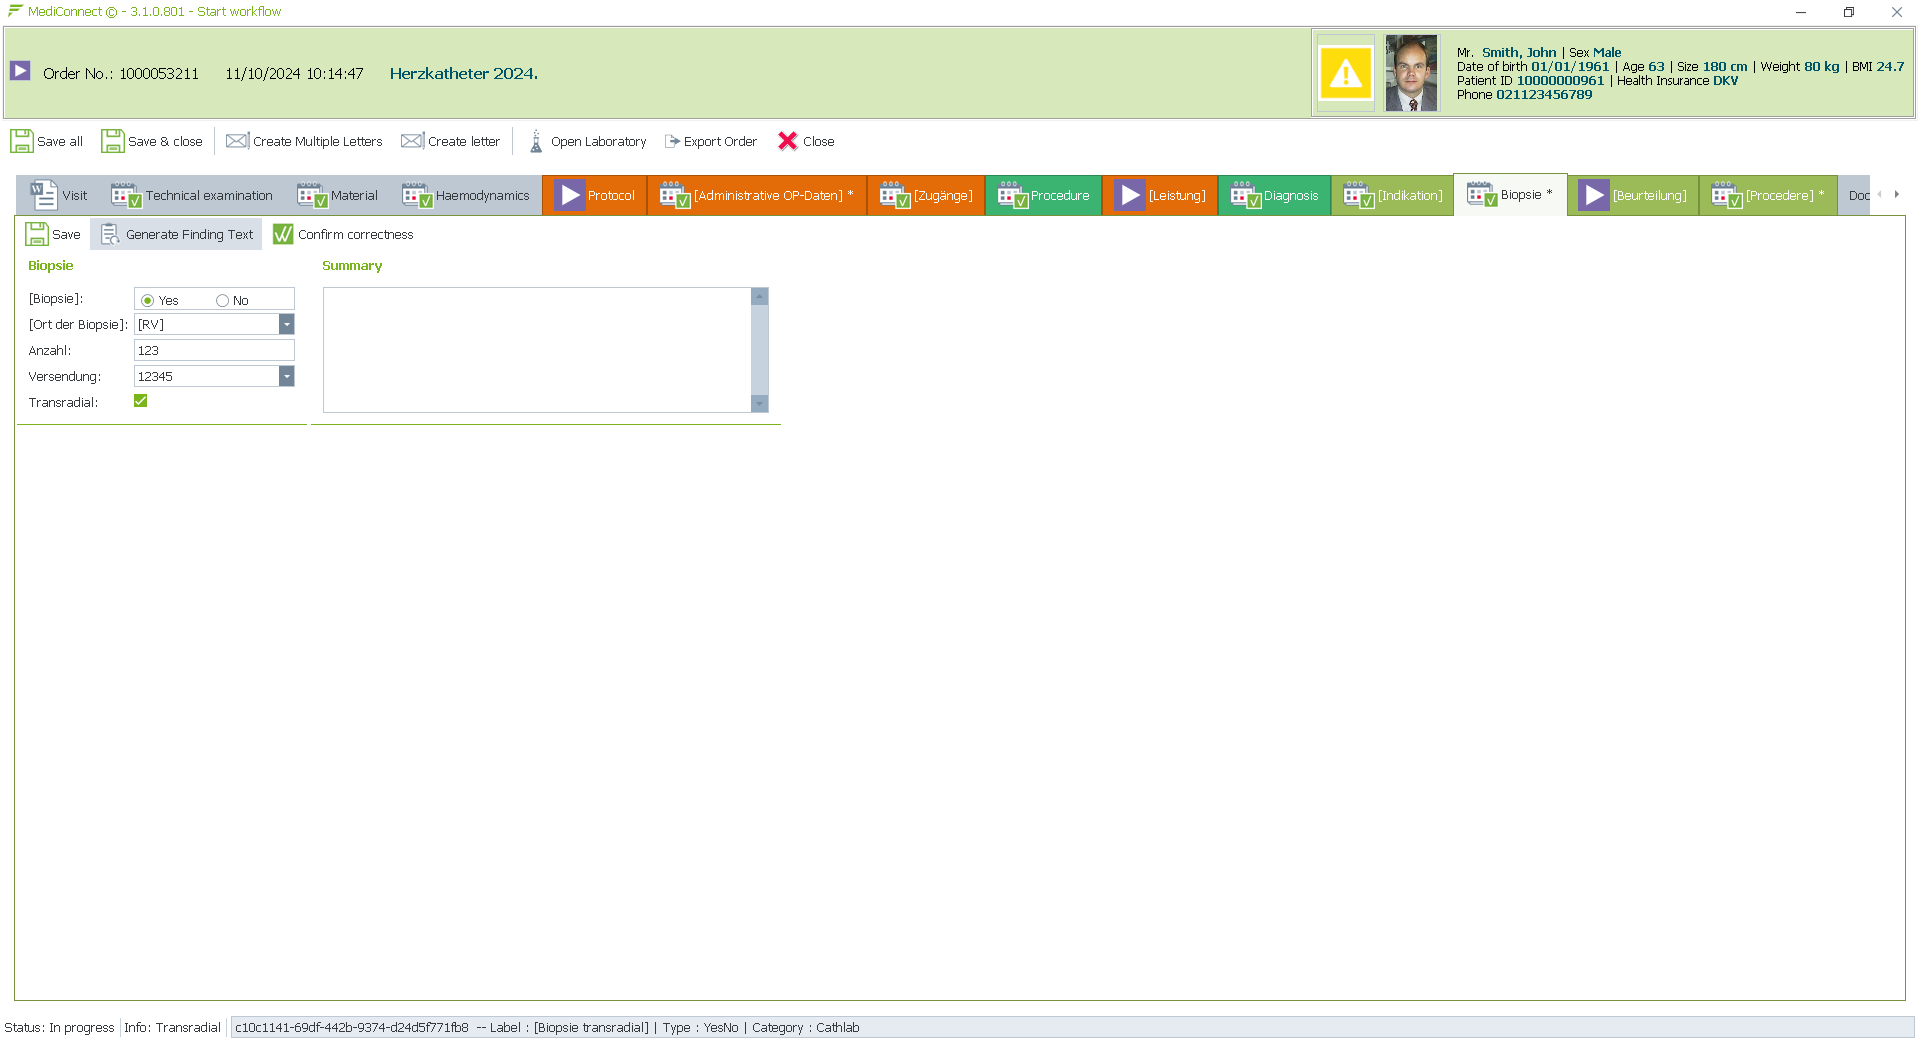 MediConnect © - 3.1.0.801 - Start workflow
Order No.: 1000053211 11/10/2024 10:14:47 Herzkatheter 2024.
Mr. Smith, John | Sex Male
Date of birth 01/01/1961 | Age 63 | Size 180 cm | Weight 80 kg | BMI 24.7
Patient ID 10000000961 | Health Insurance DKV
Phone 021123456789
Save all Save & close Create Multiple Letters Create letter Open Laboratory Export Order Close
Visit Technical examination Material Haemodynamics Protocol [Administrative OP-Daten] * [Zugänge] Procedure [Leistung] Diagnosis [Indikation] Biopsie * [Beurteilung] [Procedere] * Doc
Save Generate Finding Text Confirm correctness
Biopsie Summary
[Biopsie]: Yes No
[Ort der Biopsie]: [RV]
Anzahl: 123
Versendung: 12345
Transradial:
Status: In progress Info: Transradial c10c1141-69df-442b-9374-d24d5f771fb8 -- Label : [Biopsie transradial] | Type : YesNo | Category : Cathlab